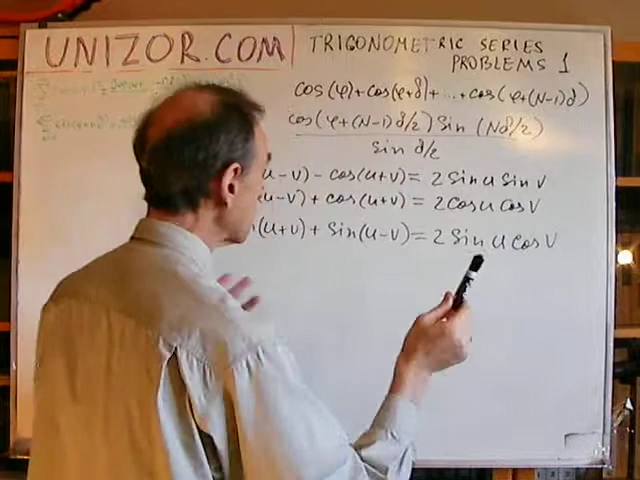 UNIZOR.COM
TRIGONOMETRIC SERIES
PROBLEMS 1
cos(φ)+cos(φ+δ)+...+cos(φ+(N-1)δ)
cos(φ+(N-1)δ/2) sin(Nδ/2)
sin δ/2
(u-v) - cos(u+v) = 2 sin u sin v
(u-v) + cos(u+v) = 2 cos u cos v
(u+v) + sin(u-v) = 2 sin u cos v